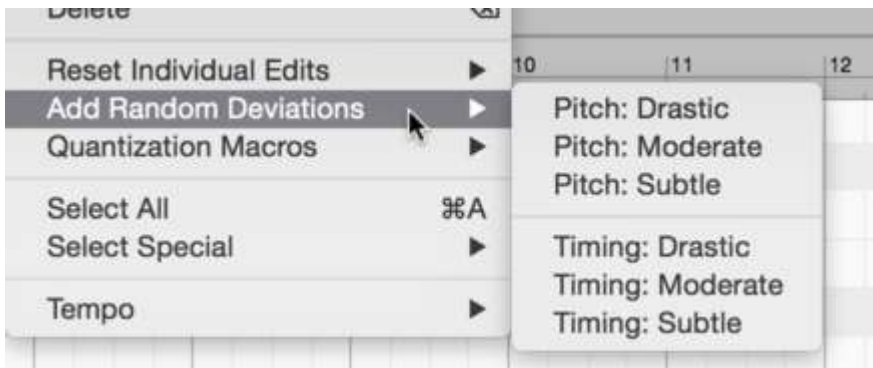 Delete
10 11 12
Reset Individual Edits
Add Random Deviations
Quantization Macros
Select All ⌘A
Select Special
Tempo
Pitch: Drastic
Pitch: Moderate
Pitch: Subtle
Timing: Drastic
Timing: Moderate
Timing: Subtle